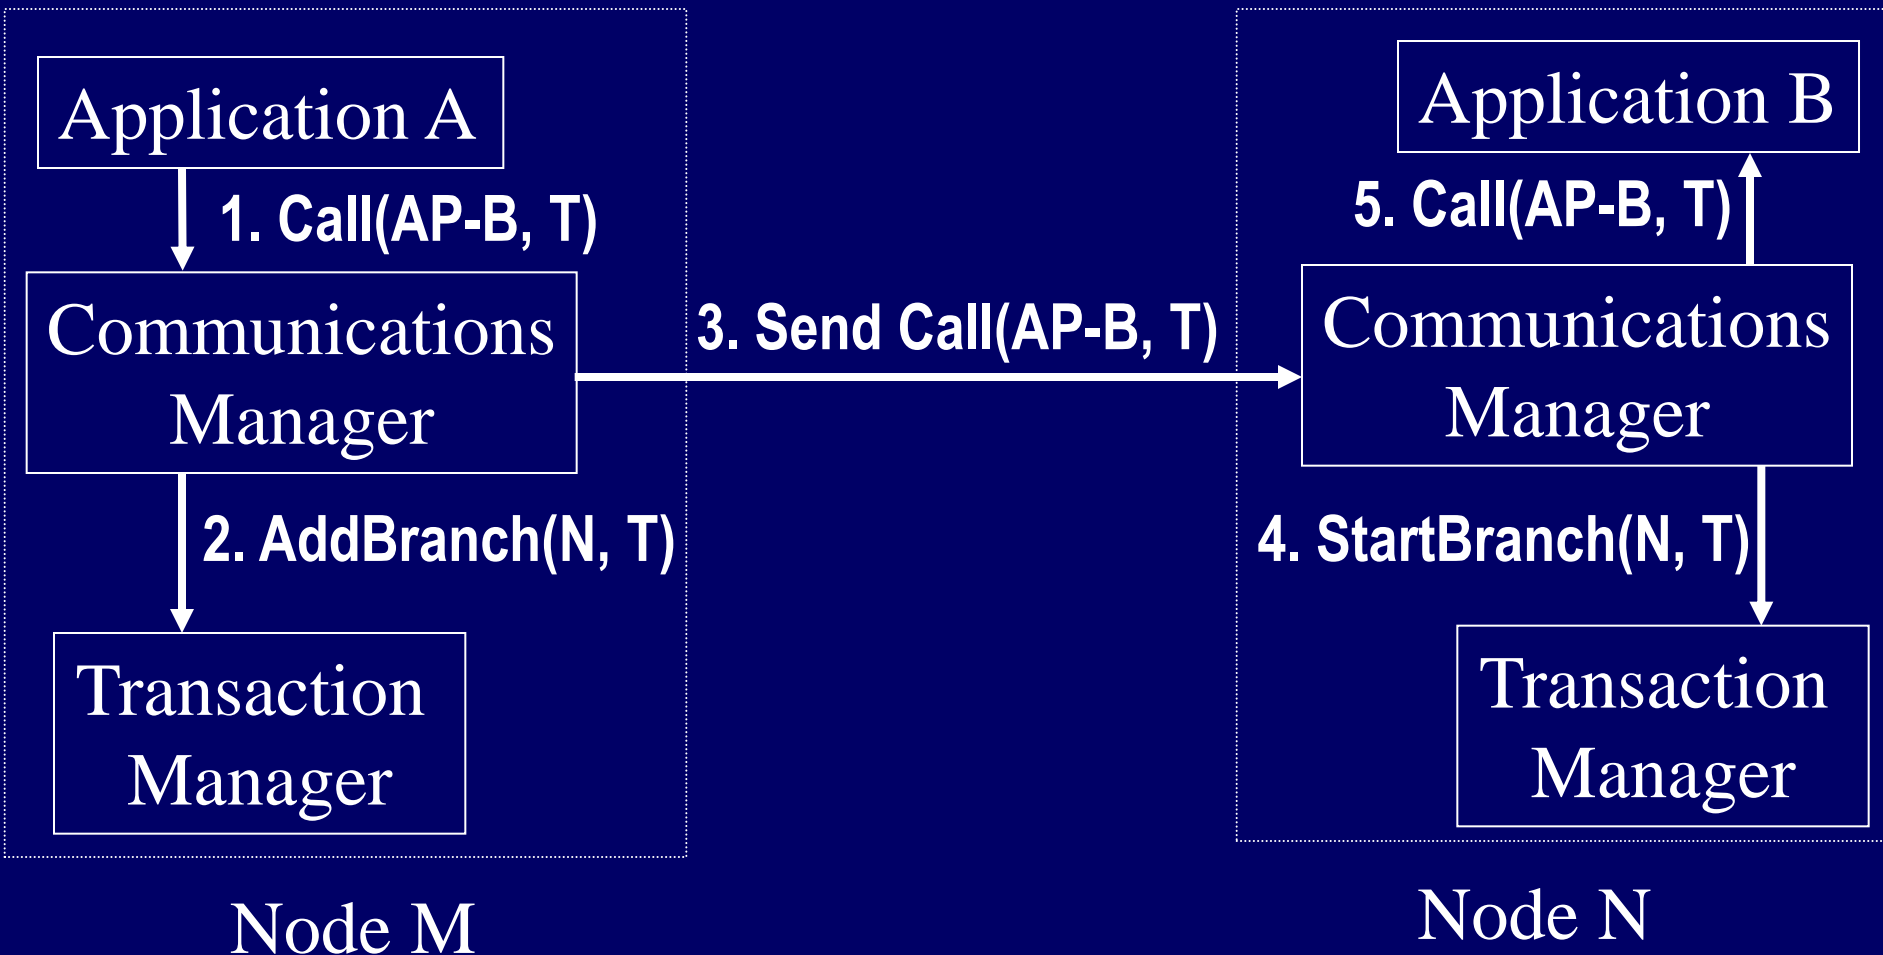 Application A
1. Call(AP-B, T)
Communications
Manager
2. AddBranch(N, T)
Transaction
Manager
Node M
3. Send Call(AP-B, T)
Application B
5. Call(AP-B, T)
Communications
Manager
4. StartBranch(N, T)
Transaction
Manager
Node N